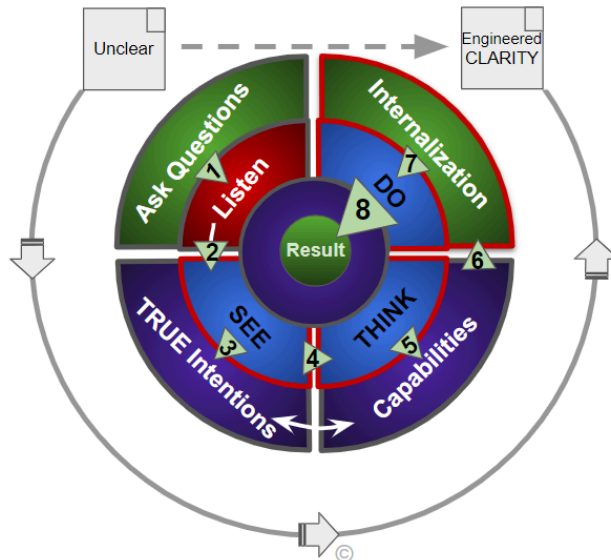 Unclear
Engineered
CLARITY
Ask Questions
Internalization
1
Listen
7
DO
8
2
Result
6
SEE
THINK
3
4
5
TRUE Intentions
Capabilities
©